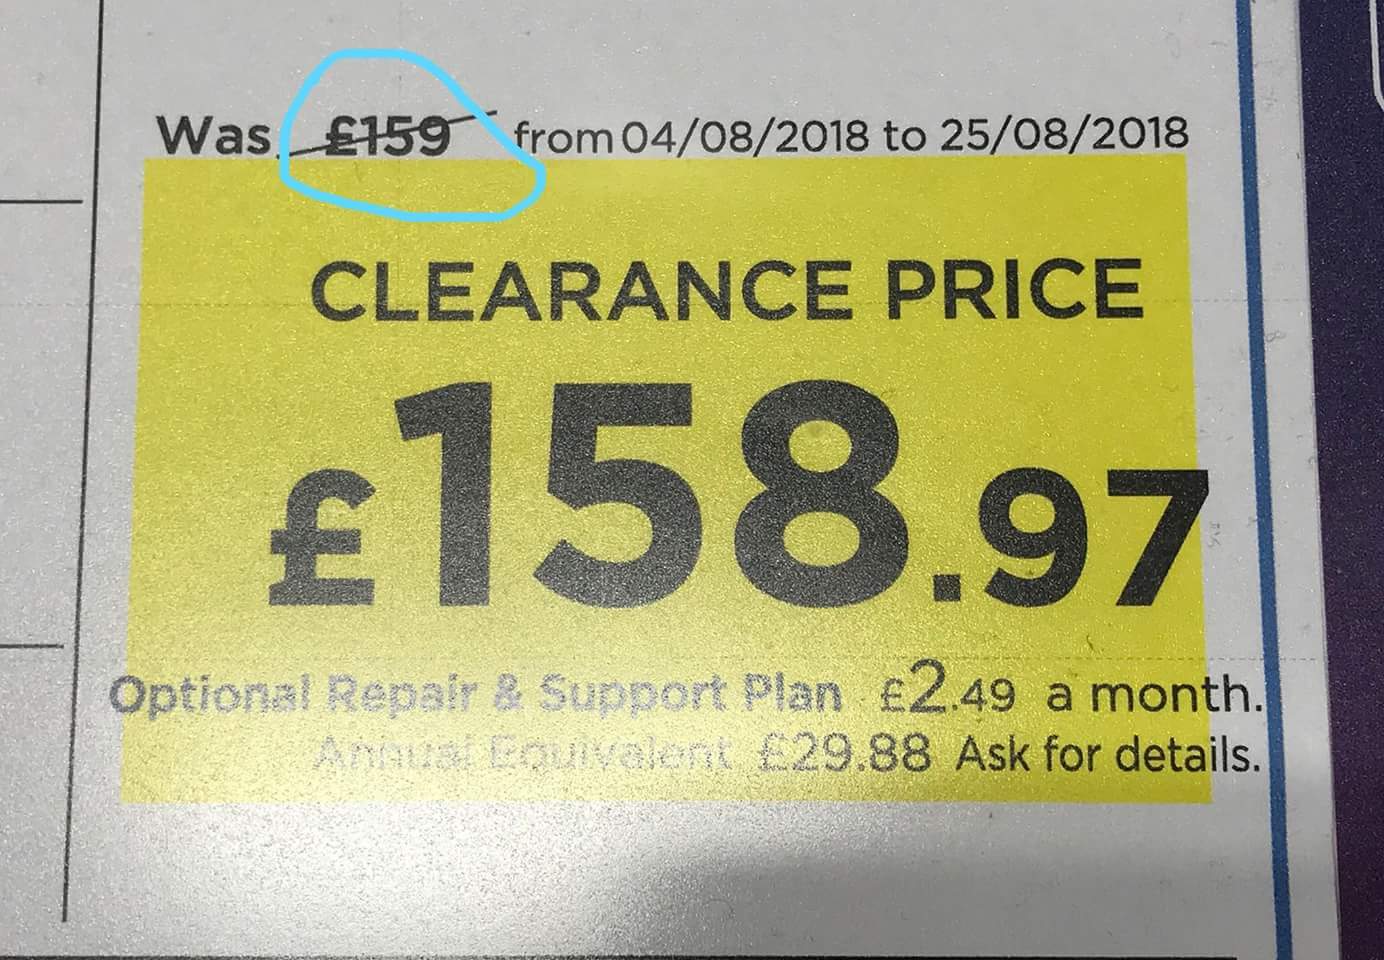 Was £159 from 04/08/2018 to 25/08/2018
CLEARANCE PRICE
£158.97
Optional Repair & Support Plan £2.49 a month.
Annual Equivalent £29.88 Ask for details.